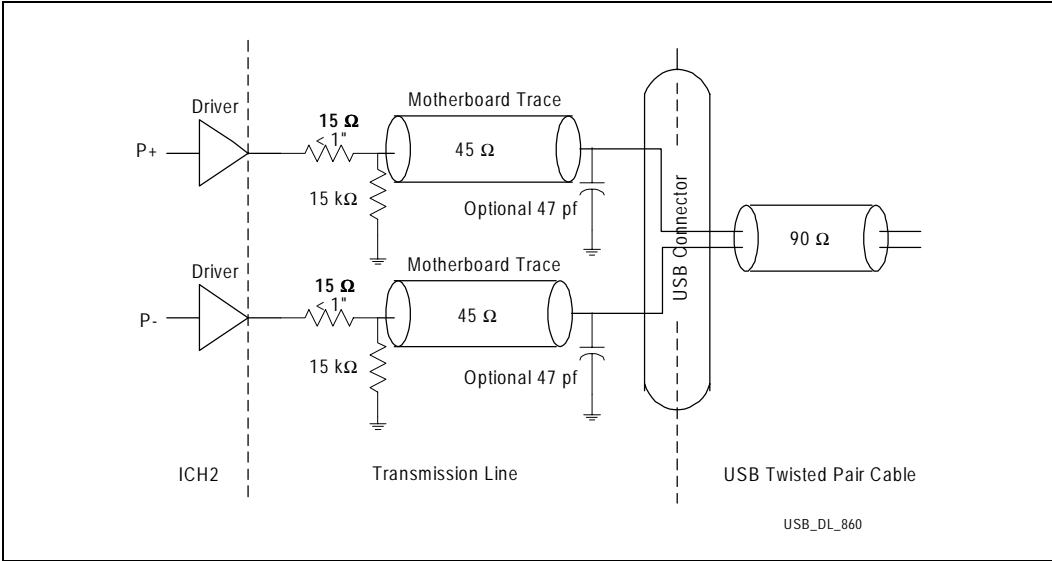 Driver
15 Ω
< 1"
Motherboard Trace
P+
45 Ω
15 kΩ
Optional 47 pf
Driver
15 Ω
< 1"
Motherboard Trace
P-
45 Ω
15 kΩ
Optional 47 pf
USB Connector
90 Ω
ICH2
Transmission Line
USB Twisted Pair Cable
USB_DL_860